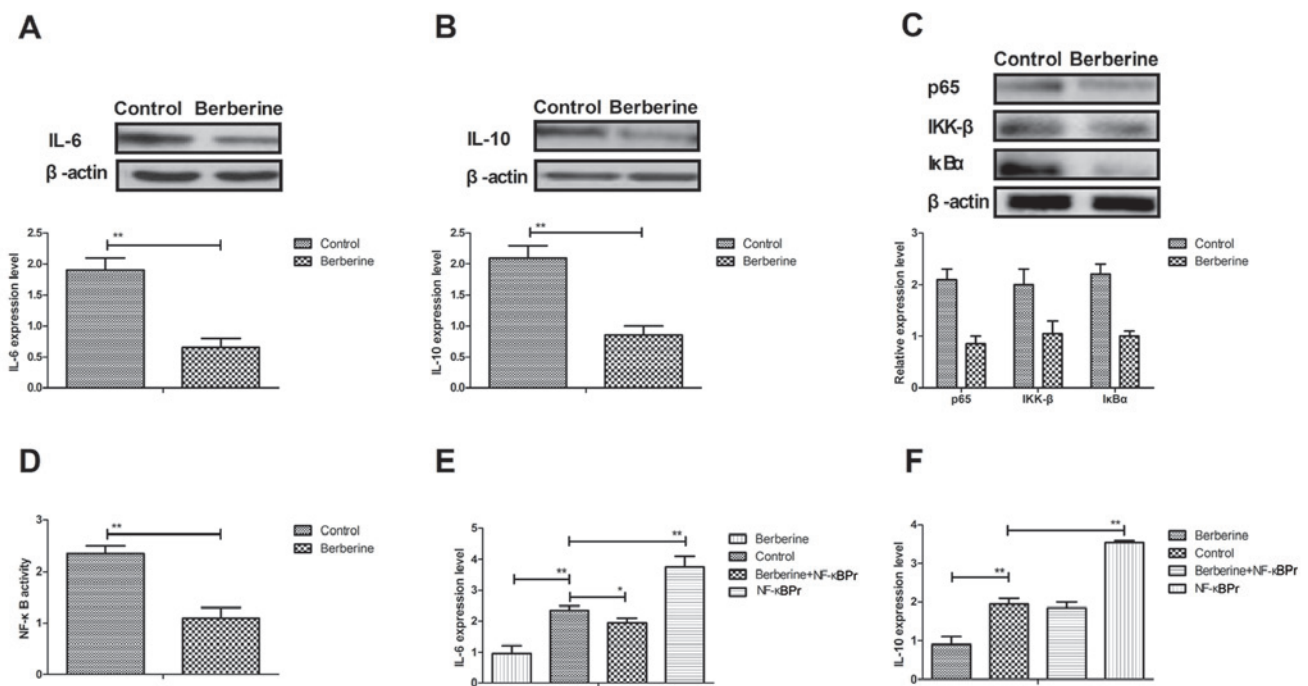 A
Control Berberine
IL-6
β -actin
2.5
2.0
1.5
1.0
0.5
0.0
IL-6 expression level
**
Control
Berberine
B
Control Berberine
IL-10
β -actin
2.5
2.0
1.5
1.0
0.5
0.0
IL-10 expression level
**
Control
Berberine
C
Control Berberine
p65
IKK-β
IκBα
β -actin
3
2
1
0
Relative expression level
p65 IKK-β IκBα
Control
Berberine
D
3
2
1
0
NF-κ B activity
**
Control
Berberine
E
6
5
4
3
2
1
0
IL-6 expression level
**
**
*
Berberine
Control
Berberine+NF-κBPr
NF-κBPr
F
4
3
2
1
0
IL-10 expression level
**
**
Berberine
Control
Berberine+NF-κBPr
NF-κBPr